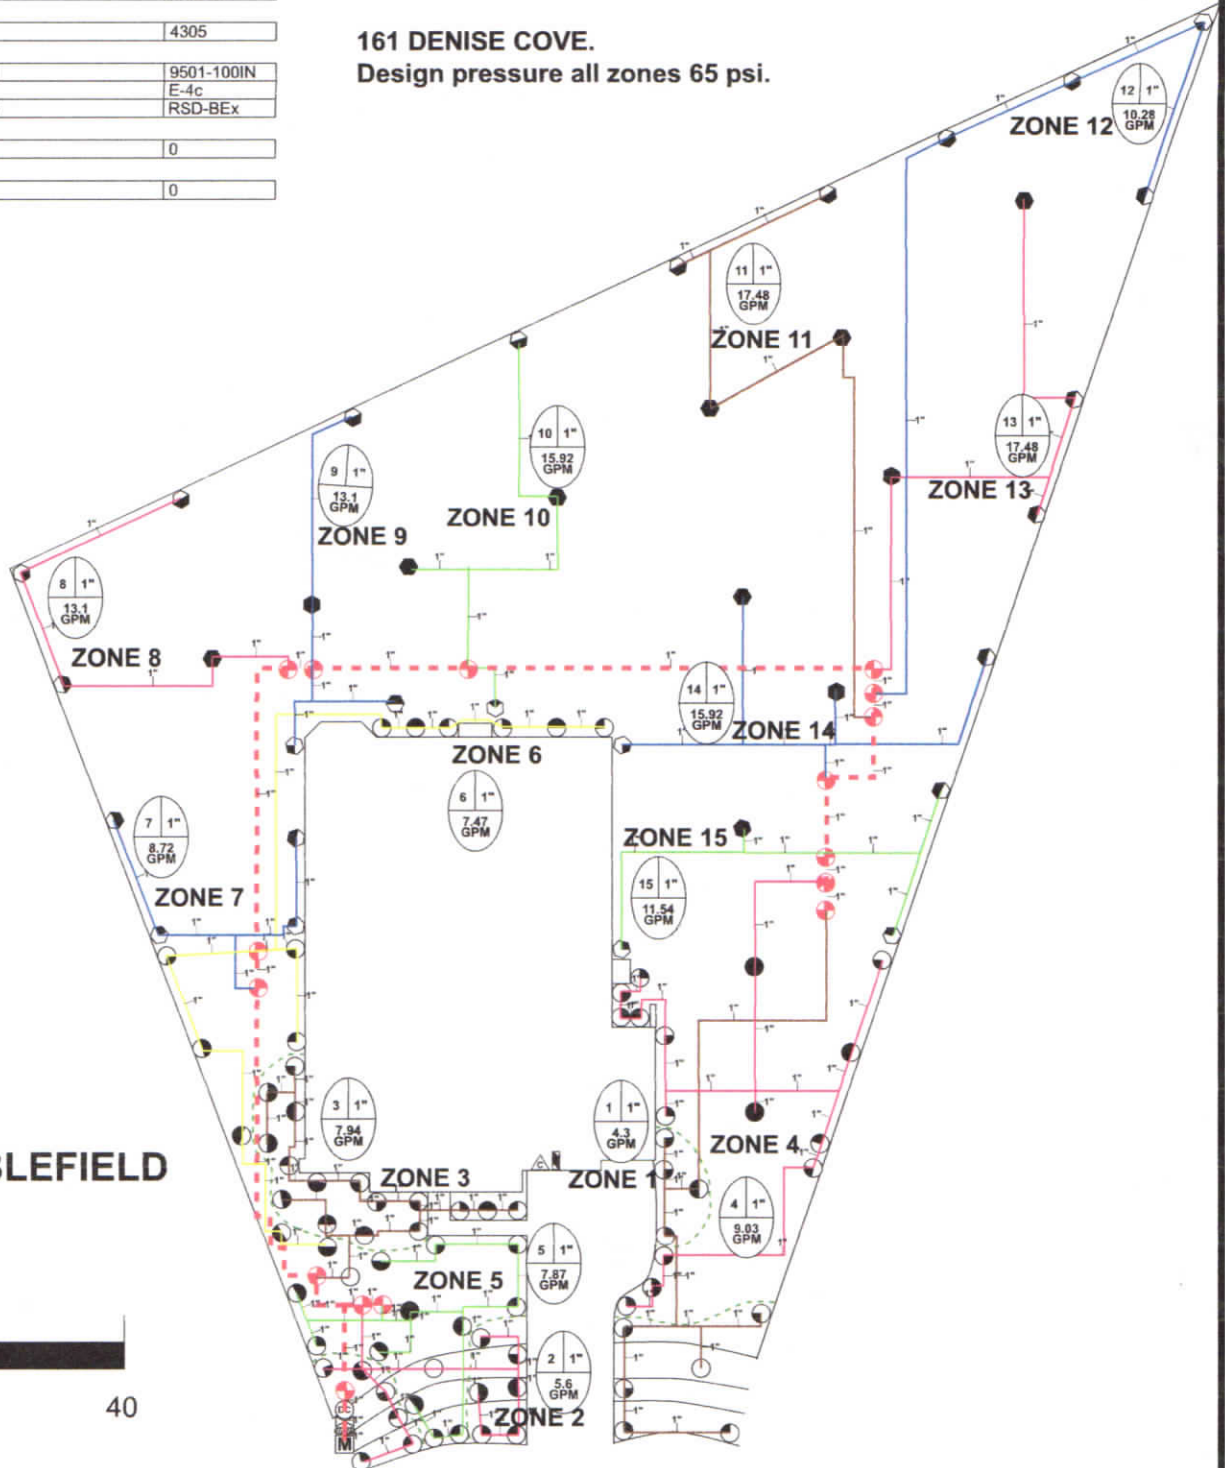 4305
161 DENISE COVE.
Design pressure all zones 65 psi.
9501-100IN
E-4c
RSD-BEx
0
0
12 1"
10.28
GPM
ZONE 12
11 1"
17.48
GPM
ZONE 11
10 1"
15.92
GPM
ZONE 10
13 1"
17.48
GPM
ZONE 13
9 1"
13.1
GPM
ZONE 9
8 1"
13.1
GPM
ZONE 8
14 1"
15.92
GPM
ZONE 14
ZONE 6
6 1"
7.47
GPM
7 1"
8.72
GPM
ZONE 7
ZONE 15
15 1"
11.54
GPM
3 1"
7.94
GPM
ZONE 3
1 1"
4.3
GPM
ZONE 1
ZONE 4
4 1"
9.03
GPM
C
BLEFIELD
5 1"
7.87
GPM
ZONE 5
2 1"
5.6
GPM
ZONE 2
M
40